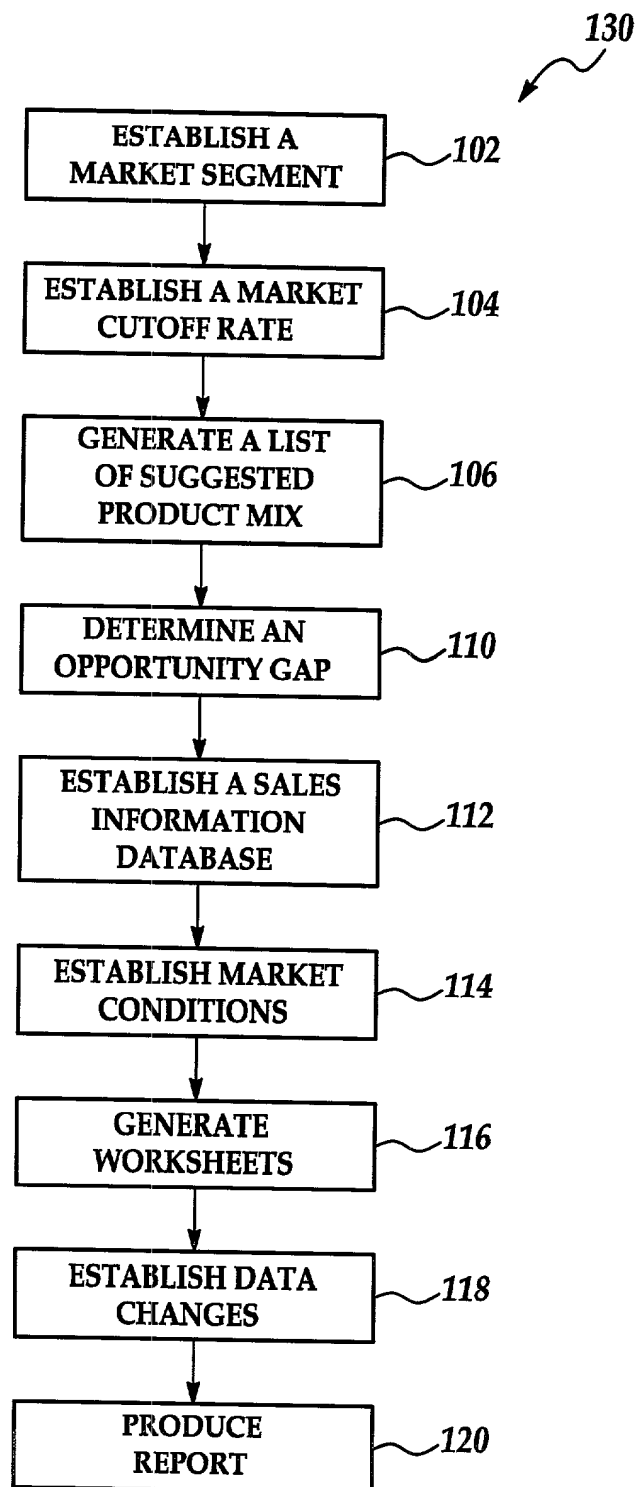 130
ESTABLISH A
MARKET SEGMENT
102
ESTABLISH A MARKET
CUTOFF RATE
104
GENERATE A LIST
OF SUGGESTED
PRODUCT MIX
106
DETERMINE AN
OPPORTUNITY GAP
110
ESTABLISH A SALES
INFORMATION
DATABASE
112
ESTABLISH MARKET
CONDITIONS
114
GENERATE
WORKSHEETS
116
ESTABLISH DATA
CHANGES
118
PRODUCE
REPORT
120